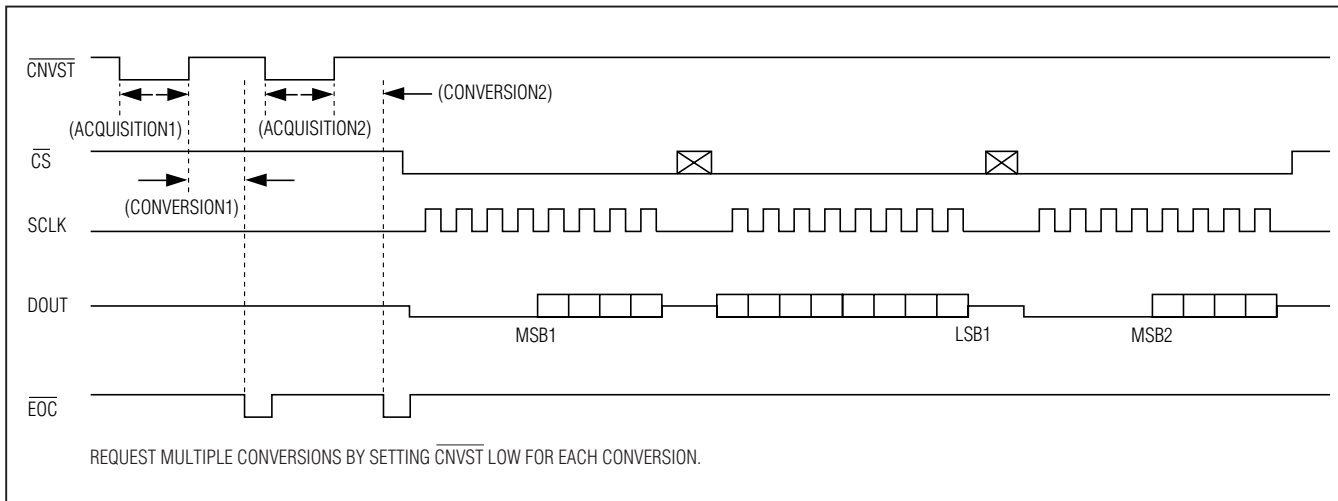 CNVST
(CONVERSION2)
(ACQUISITION1)
(ACQUISITION2)
CS
(CONVERSION1)
SCLK
DOUT
MSB1
LSB1
MSB2
EOC
REQUEST MULTIPLE CONVERSIONS BY SETTING CNVST LOW FOR EACH CONVERSION.